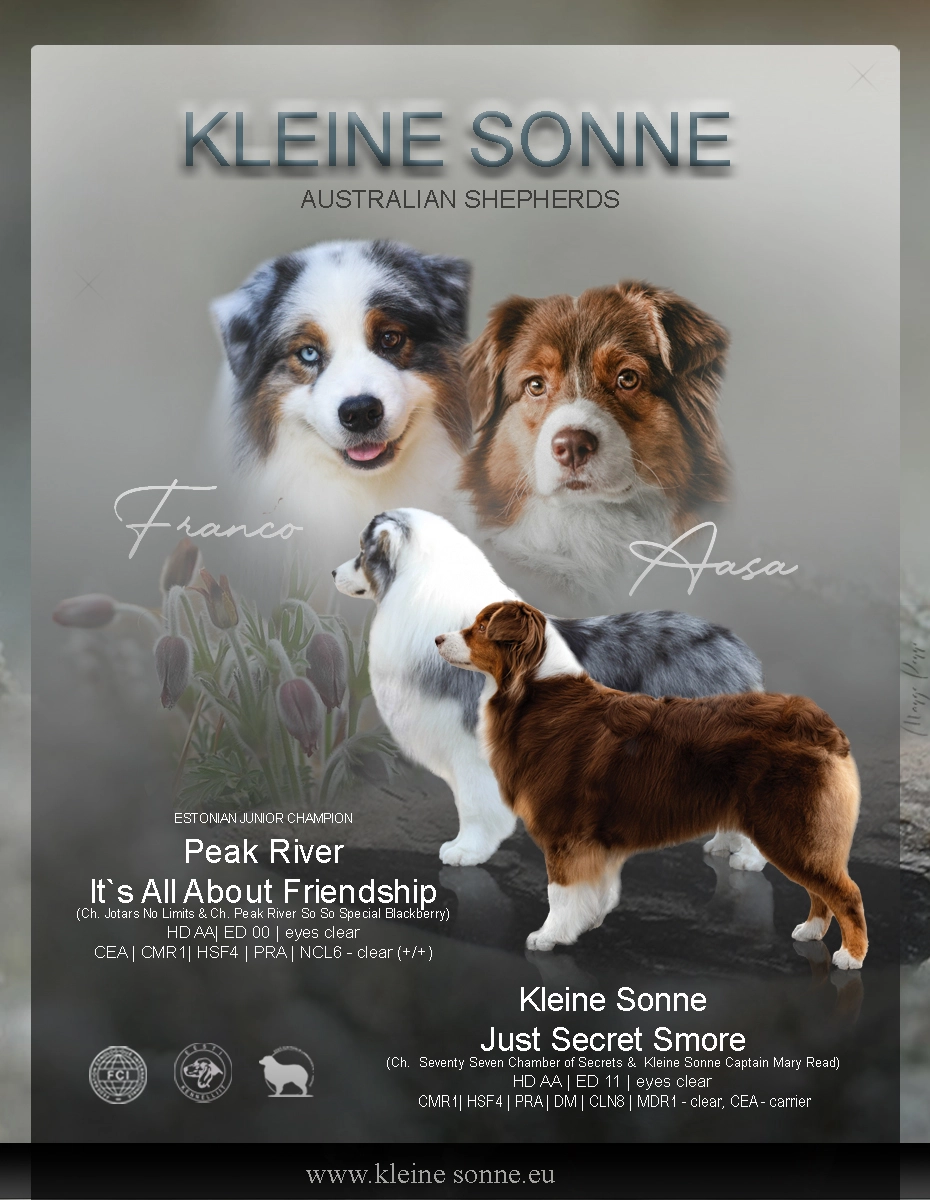 KLEINE SONNE
AUSTRALIAN SHEPHERDS
Franco
Aasa
ESTONIAN JUNIOR CHAMPION
Peak River
It`s All About Friendship
(Ch. Jotars No Limits & Ch. Peak River So So Special Blackberry)
HD AA| ED 00 | eyes clear
CEA | CMR1| HSF4 | PRA | NCL6 - clear (+/+)
Kleine Sonne
Just Secret Smore
(Ch. Seventy Seven Chamber of Secrets & Kleine Sonne Captain Mary Read)
HD AA | ED 11 | eyes clear
CMR1| HSF4 | PRA | DM | CLN8 | MDR1 - clear, CEA - carrier
FCI
EESTI
www.kleine sonne.eu